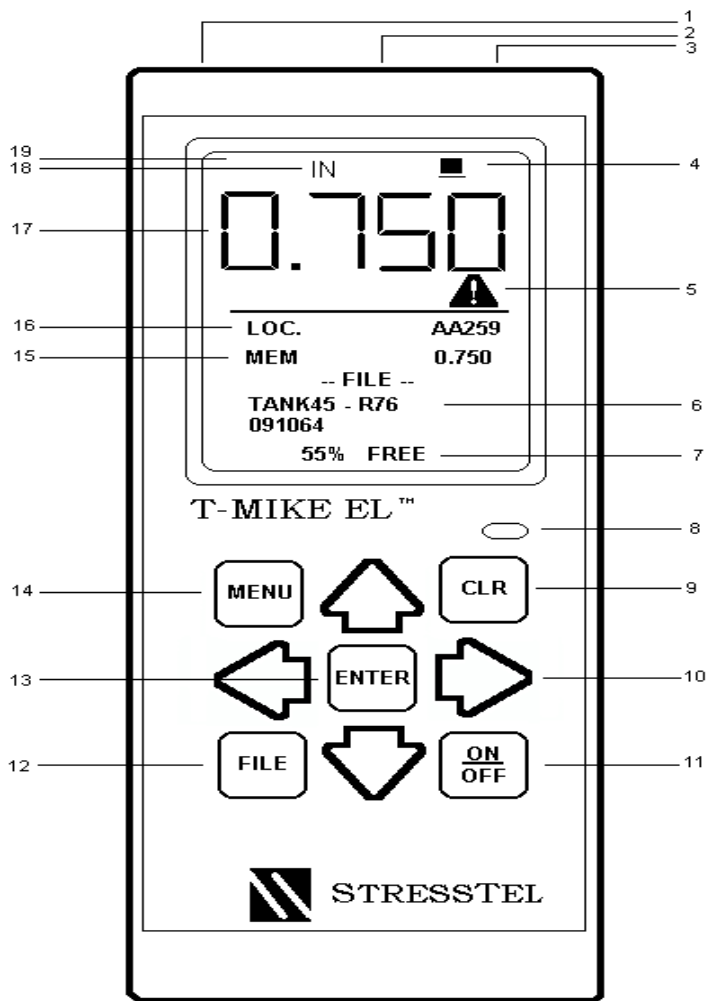 1
2
3
19
18 IN 4
17 0.750
5
16 LOC. AA259
15 MEM 0.750
-- FILE --
TANK45 - R76 6
091064
55% FREE 7
T-MIKE EL™
8
14 MENU CLR 9
13 ENTER 10
12 FILE ON 11
OFF
STRESSTEL